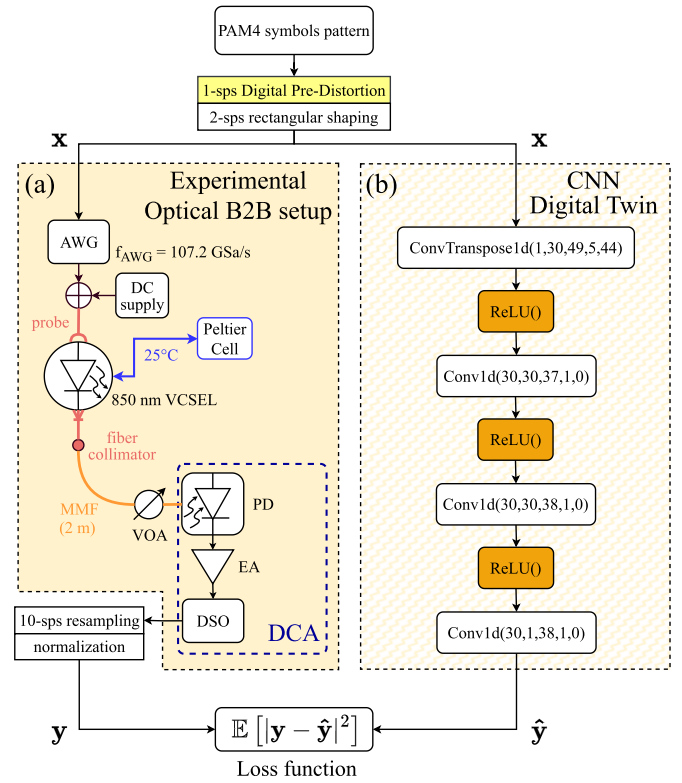 PAM4 symbols pattern
1-sps Digital Pre-Distortion
2-sps rectangular shaping
x
x
(a)
Experimental
Optical B2B setup
AWG
f_AWG = 107.2 GSa/s
DC
supply
probe
Peltier
Cell
25°C
850 nm VCSEL
fiber
collimator
MMF
(2 m)
VOA
PD
EA
DSO
DCA
10-sps resampling
normalization
(b)
CNN
Digital Twin
ConvTranspose1d(1,30,49,5,44)
ReLU()
Conv1d(30,30,37,1,0)
ReLU()
Conv1d(30,30,38,1,0)
ReLU()
Conv1d(30,1,38,1,0)
y
𝔼[|y − ŷ|²]
ŷ
Loss function